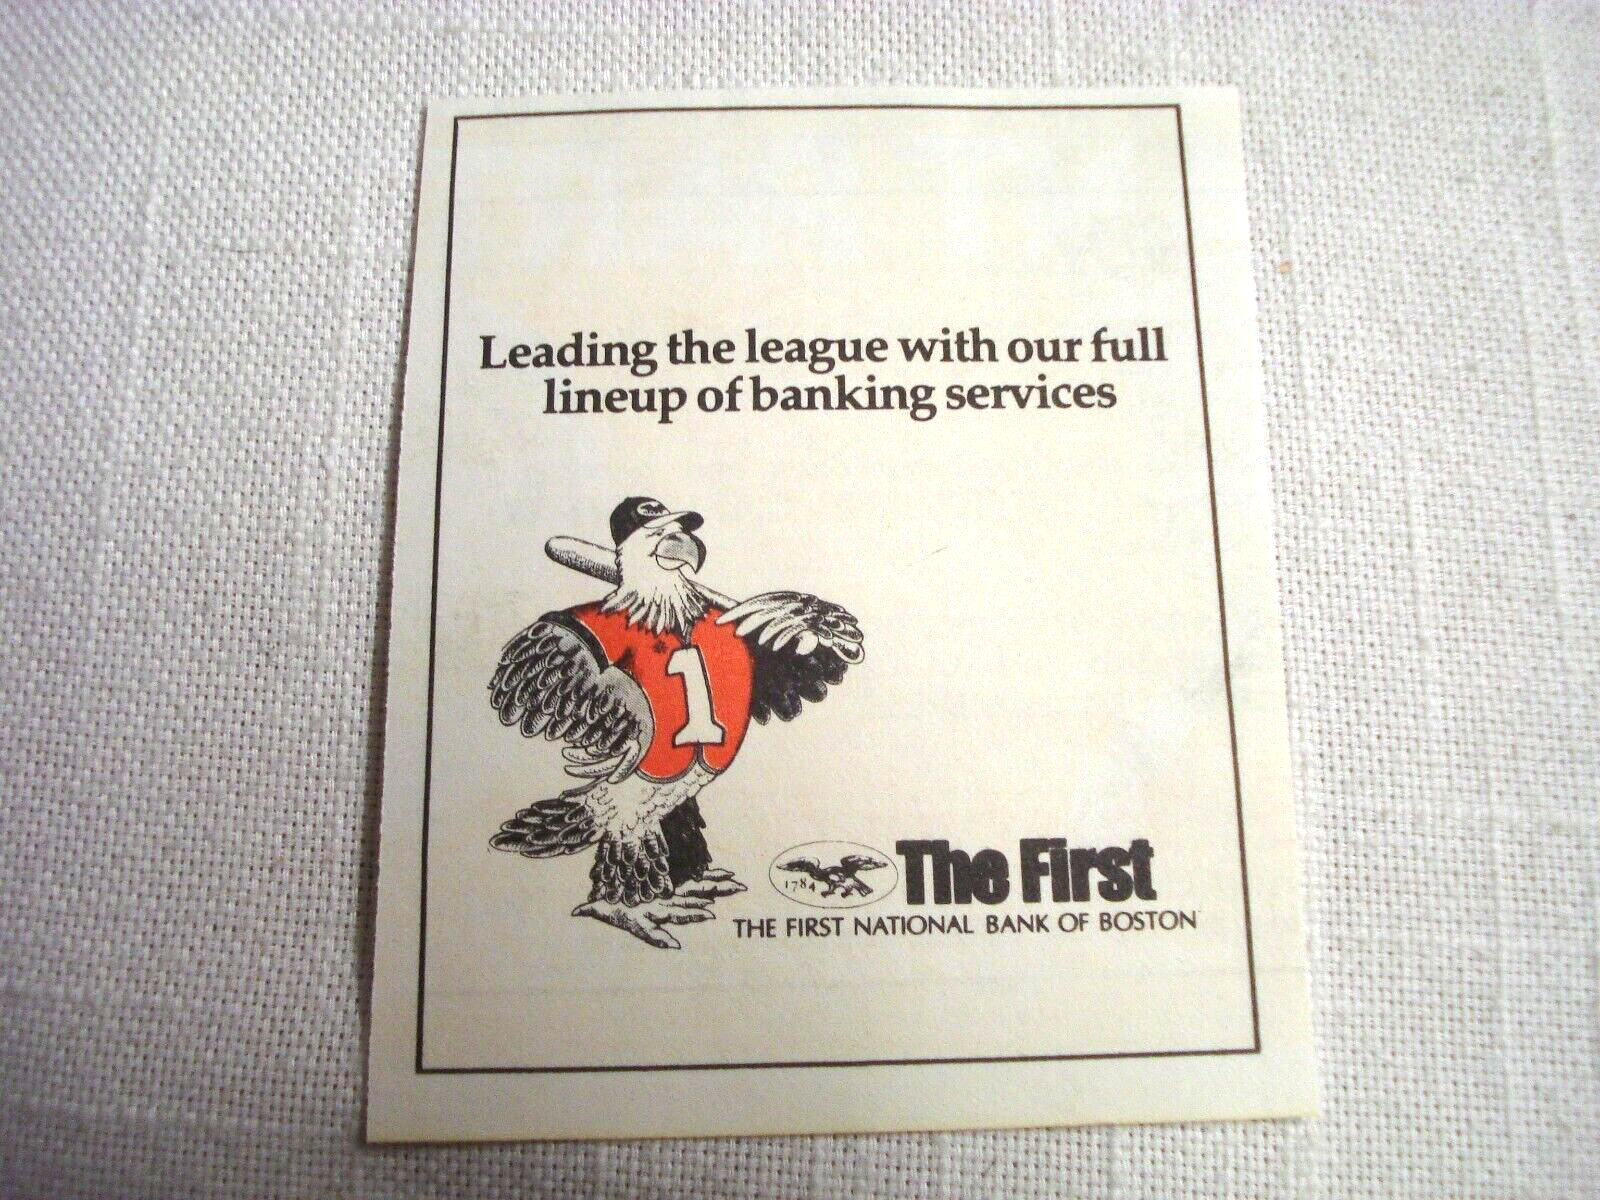 Leading the league with our full
lineup of banking services
1
1784
The First
THE FIRST NATIONAL BANK OF BOSTON